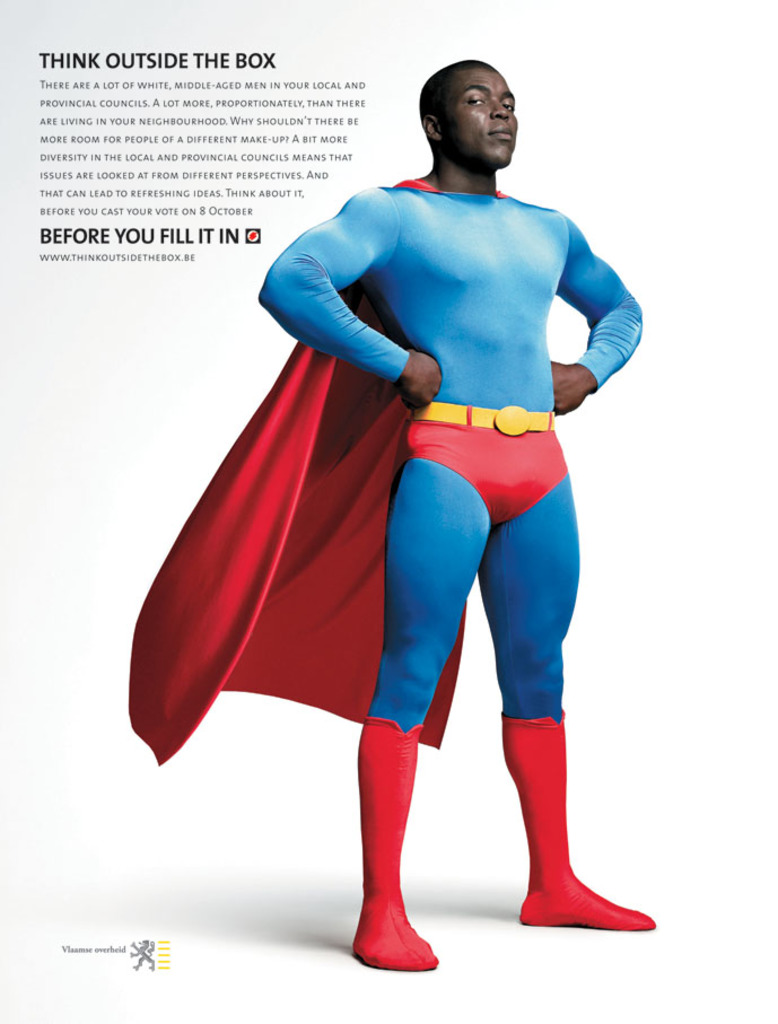 THINK OUTSIDE THE BOX
THERE ARE A LOT OF WHITE, MIDDLE-AGED MEN IN YOUR LOCAL AND
PROVINCIAL COUNCILS. A LOT MORE, PROPORTIONATELY, THAN THERE
ARE LIVING IN YOUR NEIGHBOURHOOD. WHY SHOULDN'T THERE BE
MORE ROOM FOR PEOPLE OF A DIFFERENT MAKE-UP? A BIT MORE
DIVERSITY IN THE LOCAL AND PROVINCIAL COUNCILS MEANS THAT
ISSUES ARE LOOKED AT FROM DIFFERENT PERSPECTIVES. AND
THAT CAN LEAD TO REFRESHING IDEAS. THINK ABOUT IT,
BEFORE YOU CAST YOUR VOTE ON 8 OCTOBER
BEFORE YOU FILL IT IN
WWW.THINKOUTSIDETHEBOX.BE
Vlaamse overheid